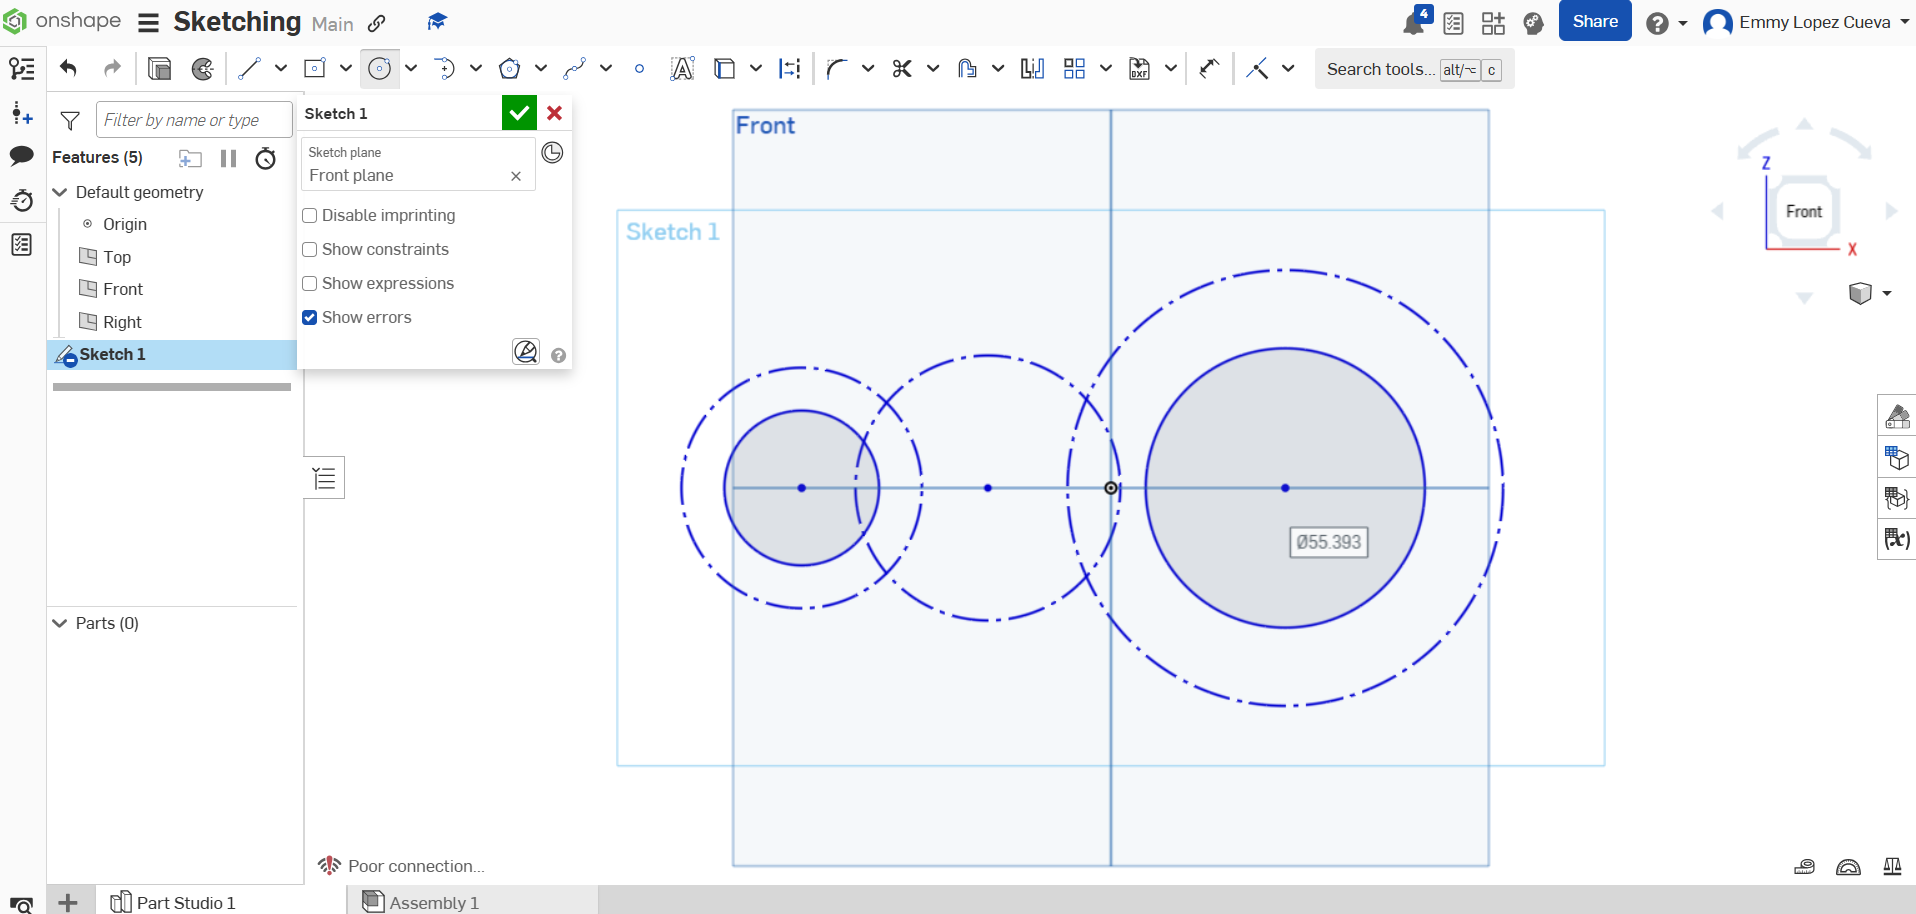 onshape Sketching Main 4 Share Emmy Lopez Cueva
Search tools... alt/⌥ c
DXF
Filter by name or type
Sketch 1
Features (5)
Sketch plane
Front plane
Default geometry
Disable imprinting
Origin
Show constraints
Top
Show expressions
Front
Show errors
Right
Sketch 1
Parts (0)
Front
Sketch 1
Ø55.393
Z
Front
X
(x)
Poor connection...
Part Studio 1
Assembly 1